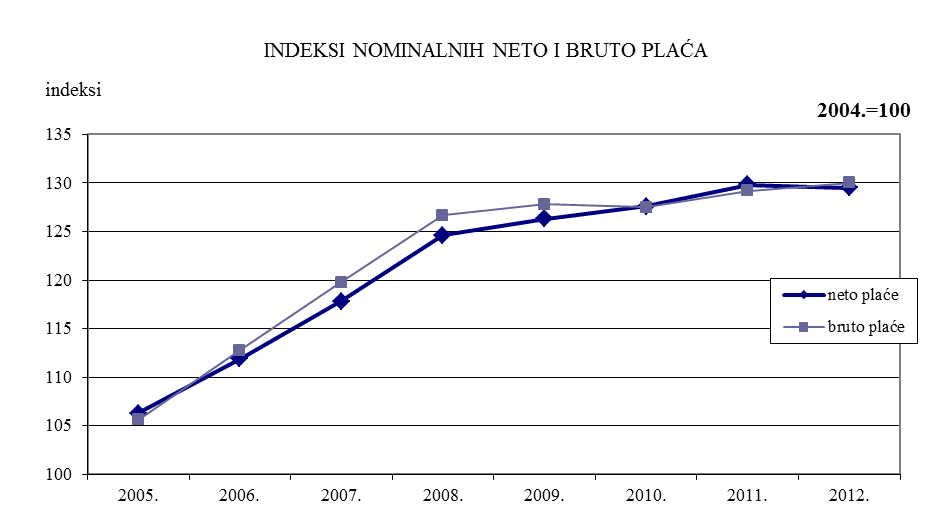 INDEKSI NOMINALNIH NETO I BRUTO PLAĆA
indeksi
2004.=100
135
130
125
120
115
110
105
100
neto plaće
bruto plaće
2005. 2006. 2007. 2008. 2009. 2010. 2011. 2012.